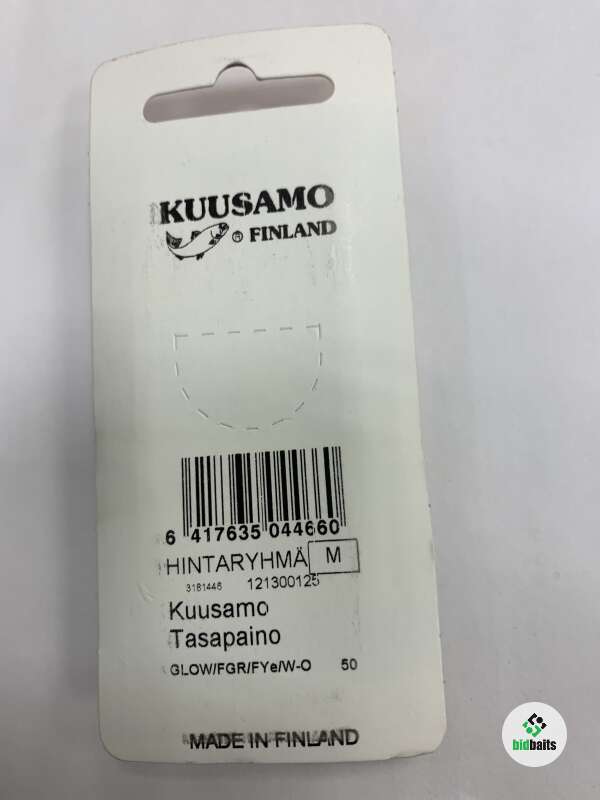 KUUSAMO
® FINLAND
6 417635 044660
HINTARYHMÄ M
3181446 121300125
Kuusamo
Tasapaino
GLOW/FGR/FYe/W-O 50
MADE IN FINLAND
bidbaits